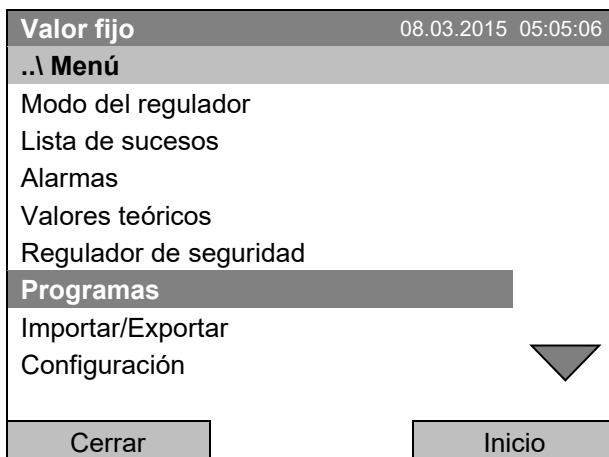 Valor fijo 08.03.2015 05:05:06
..\ Menú
Modo del regulador
Lista de sucesos
Alarmas
Valores teóricos
Regulador de seguridad
Programas
Importar/Exportar
Configuración
Cerrar Inicio